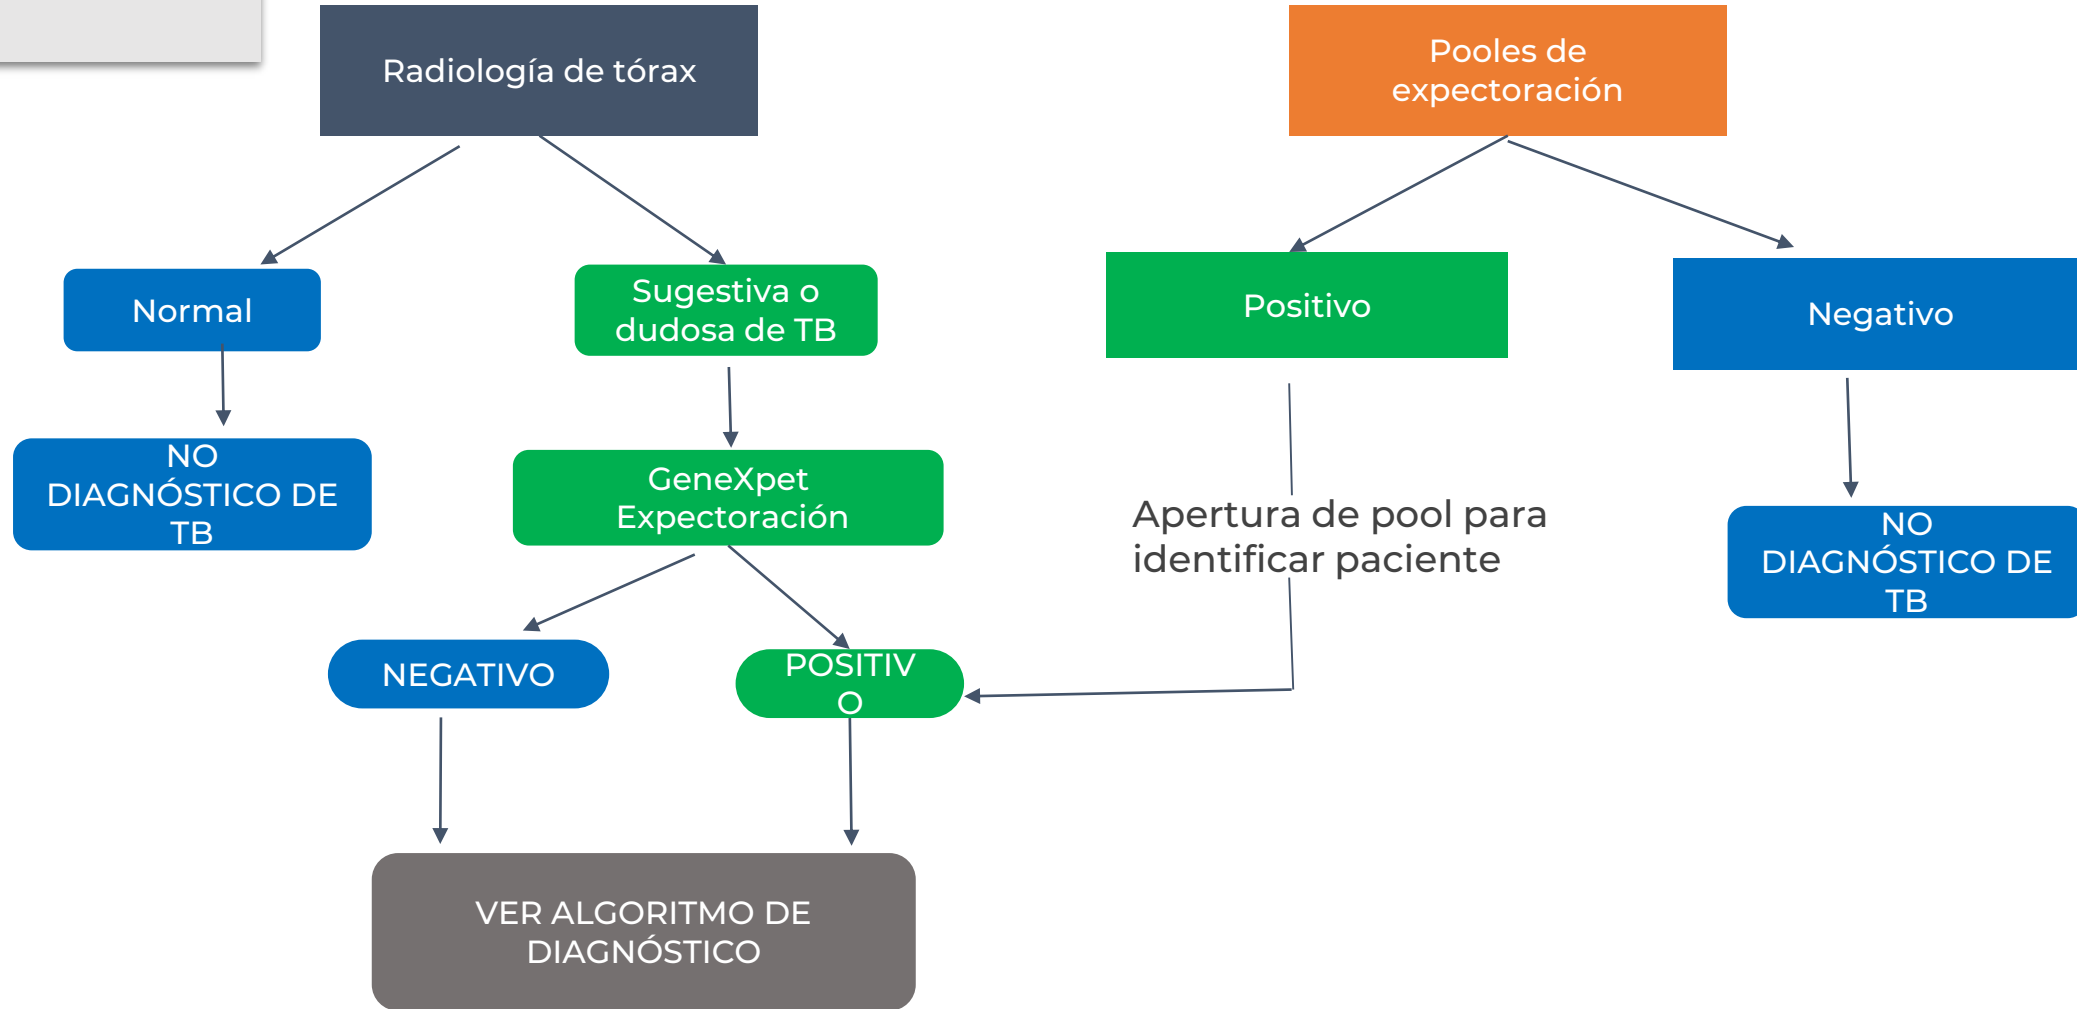 Radiología de tórax
Pooles de
expectoración
Normal
Sugestiva o
dudosa de TB
Positivo
Negativo
NO
DIAGNÓSTICO DE
TB
GeneXpet
Expectoración
Apertura de pool para
identificar paciente
NO
DIAGNÓSTICO DE
TB
NEGATIVO
POSITIV
O
VER ALGORITMO DE
DIAGNÓSTICO